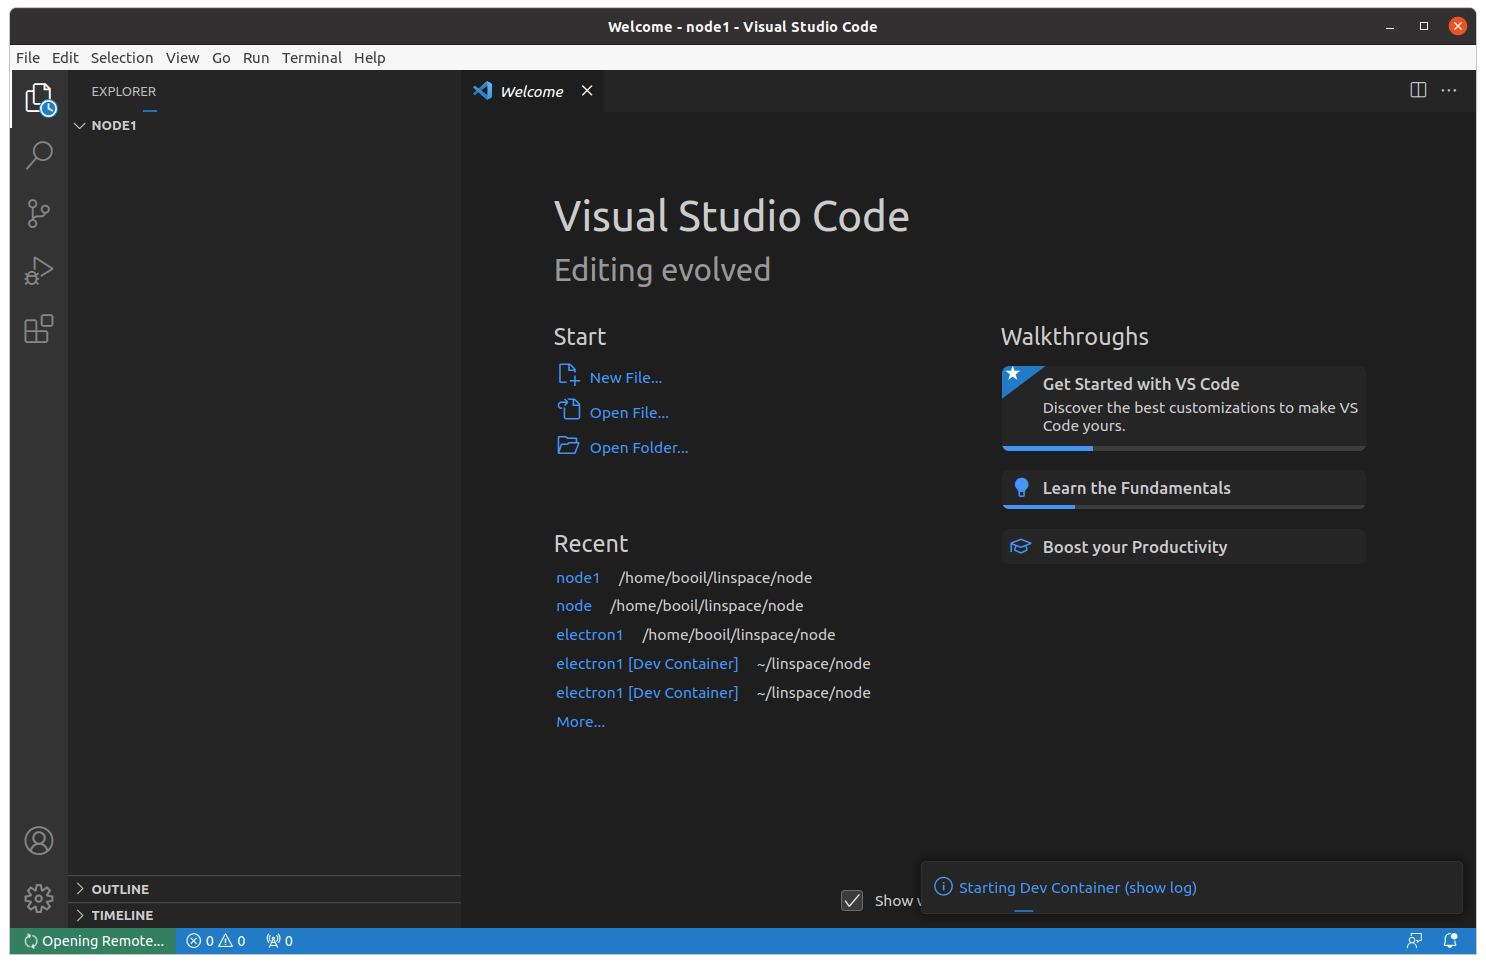 Welcome - node1 - Visual Studio Code
File Edit Selection View Go Run Terminal Help
EXPLORER
NODE1
Welcome
Visual Studio Code
Editing evolved
Start
New File...
Open File...
Open Folder...
Recent
node1 /home/booil/linspace/node
node /home/booil/linspace/node
electron1 /home/booil/linspace/node
electron1 [Dev Container] ~/linspace/node
electron1 [Dev Container] ~/linspace/node
More...
Walkthroughs
Get Started with VS Code
Discover the best customizations to make VS
Code yours.
Learn the Fundamentals
Boost your Productivity
OUTLINE
TIMELINE
Show
Starting Dev Container (show log)
Opening Remote... 0 0 0